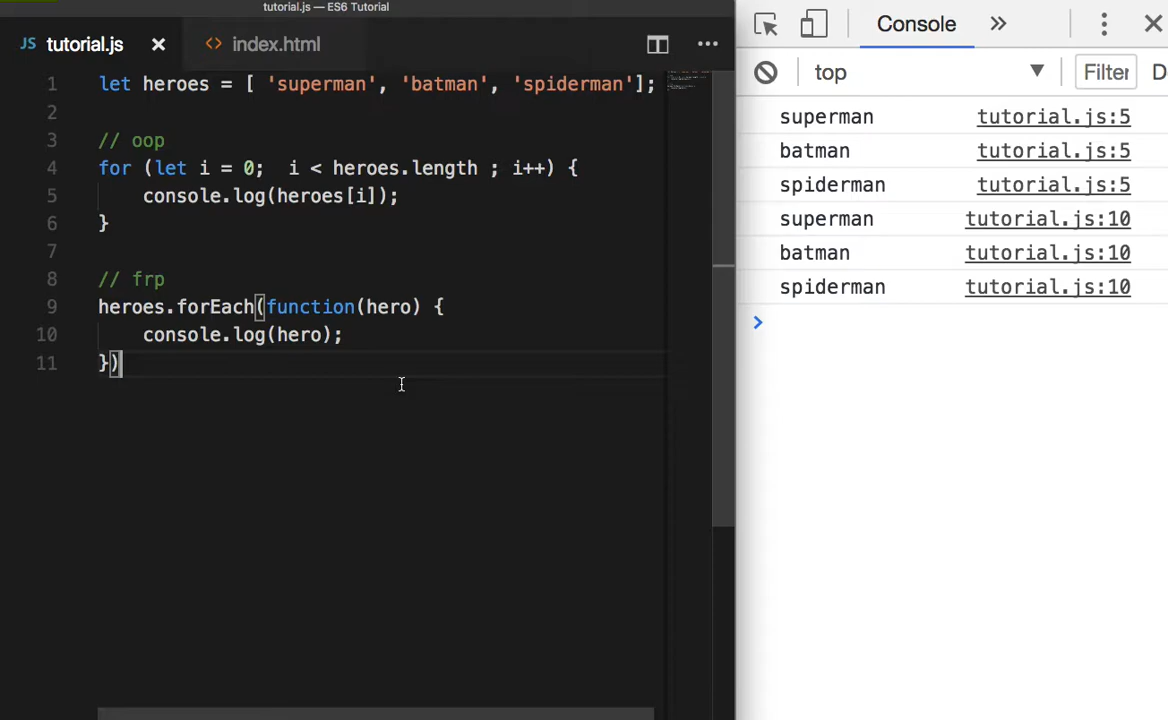 tutorial.js — ES6 Tutorial
JS tutorial.js × <> index.html •••
1 let heroes = [ 'superman', 'batman', 'spiderman'];
2
3 // oop
4 for (let i = 0;  i < heroes.length ; i++) {
5     console.log(heroes[i]);
6 }
7
8 // frp
9 heroes.forEach(function(hero) {
10     console.log(hero);
11 })
Console »
top ▼ Filter D
superman tutorial.js:5
batman tutorial.js:5
spiderman tutorial.js:5
superman tutorial.js:10
batman tutorial.js:10
spiderman tutorial.js:10
>